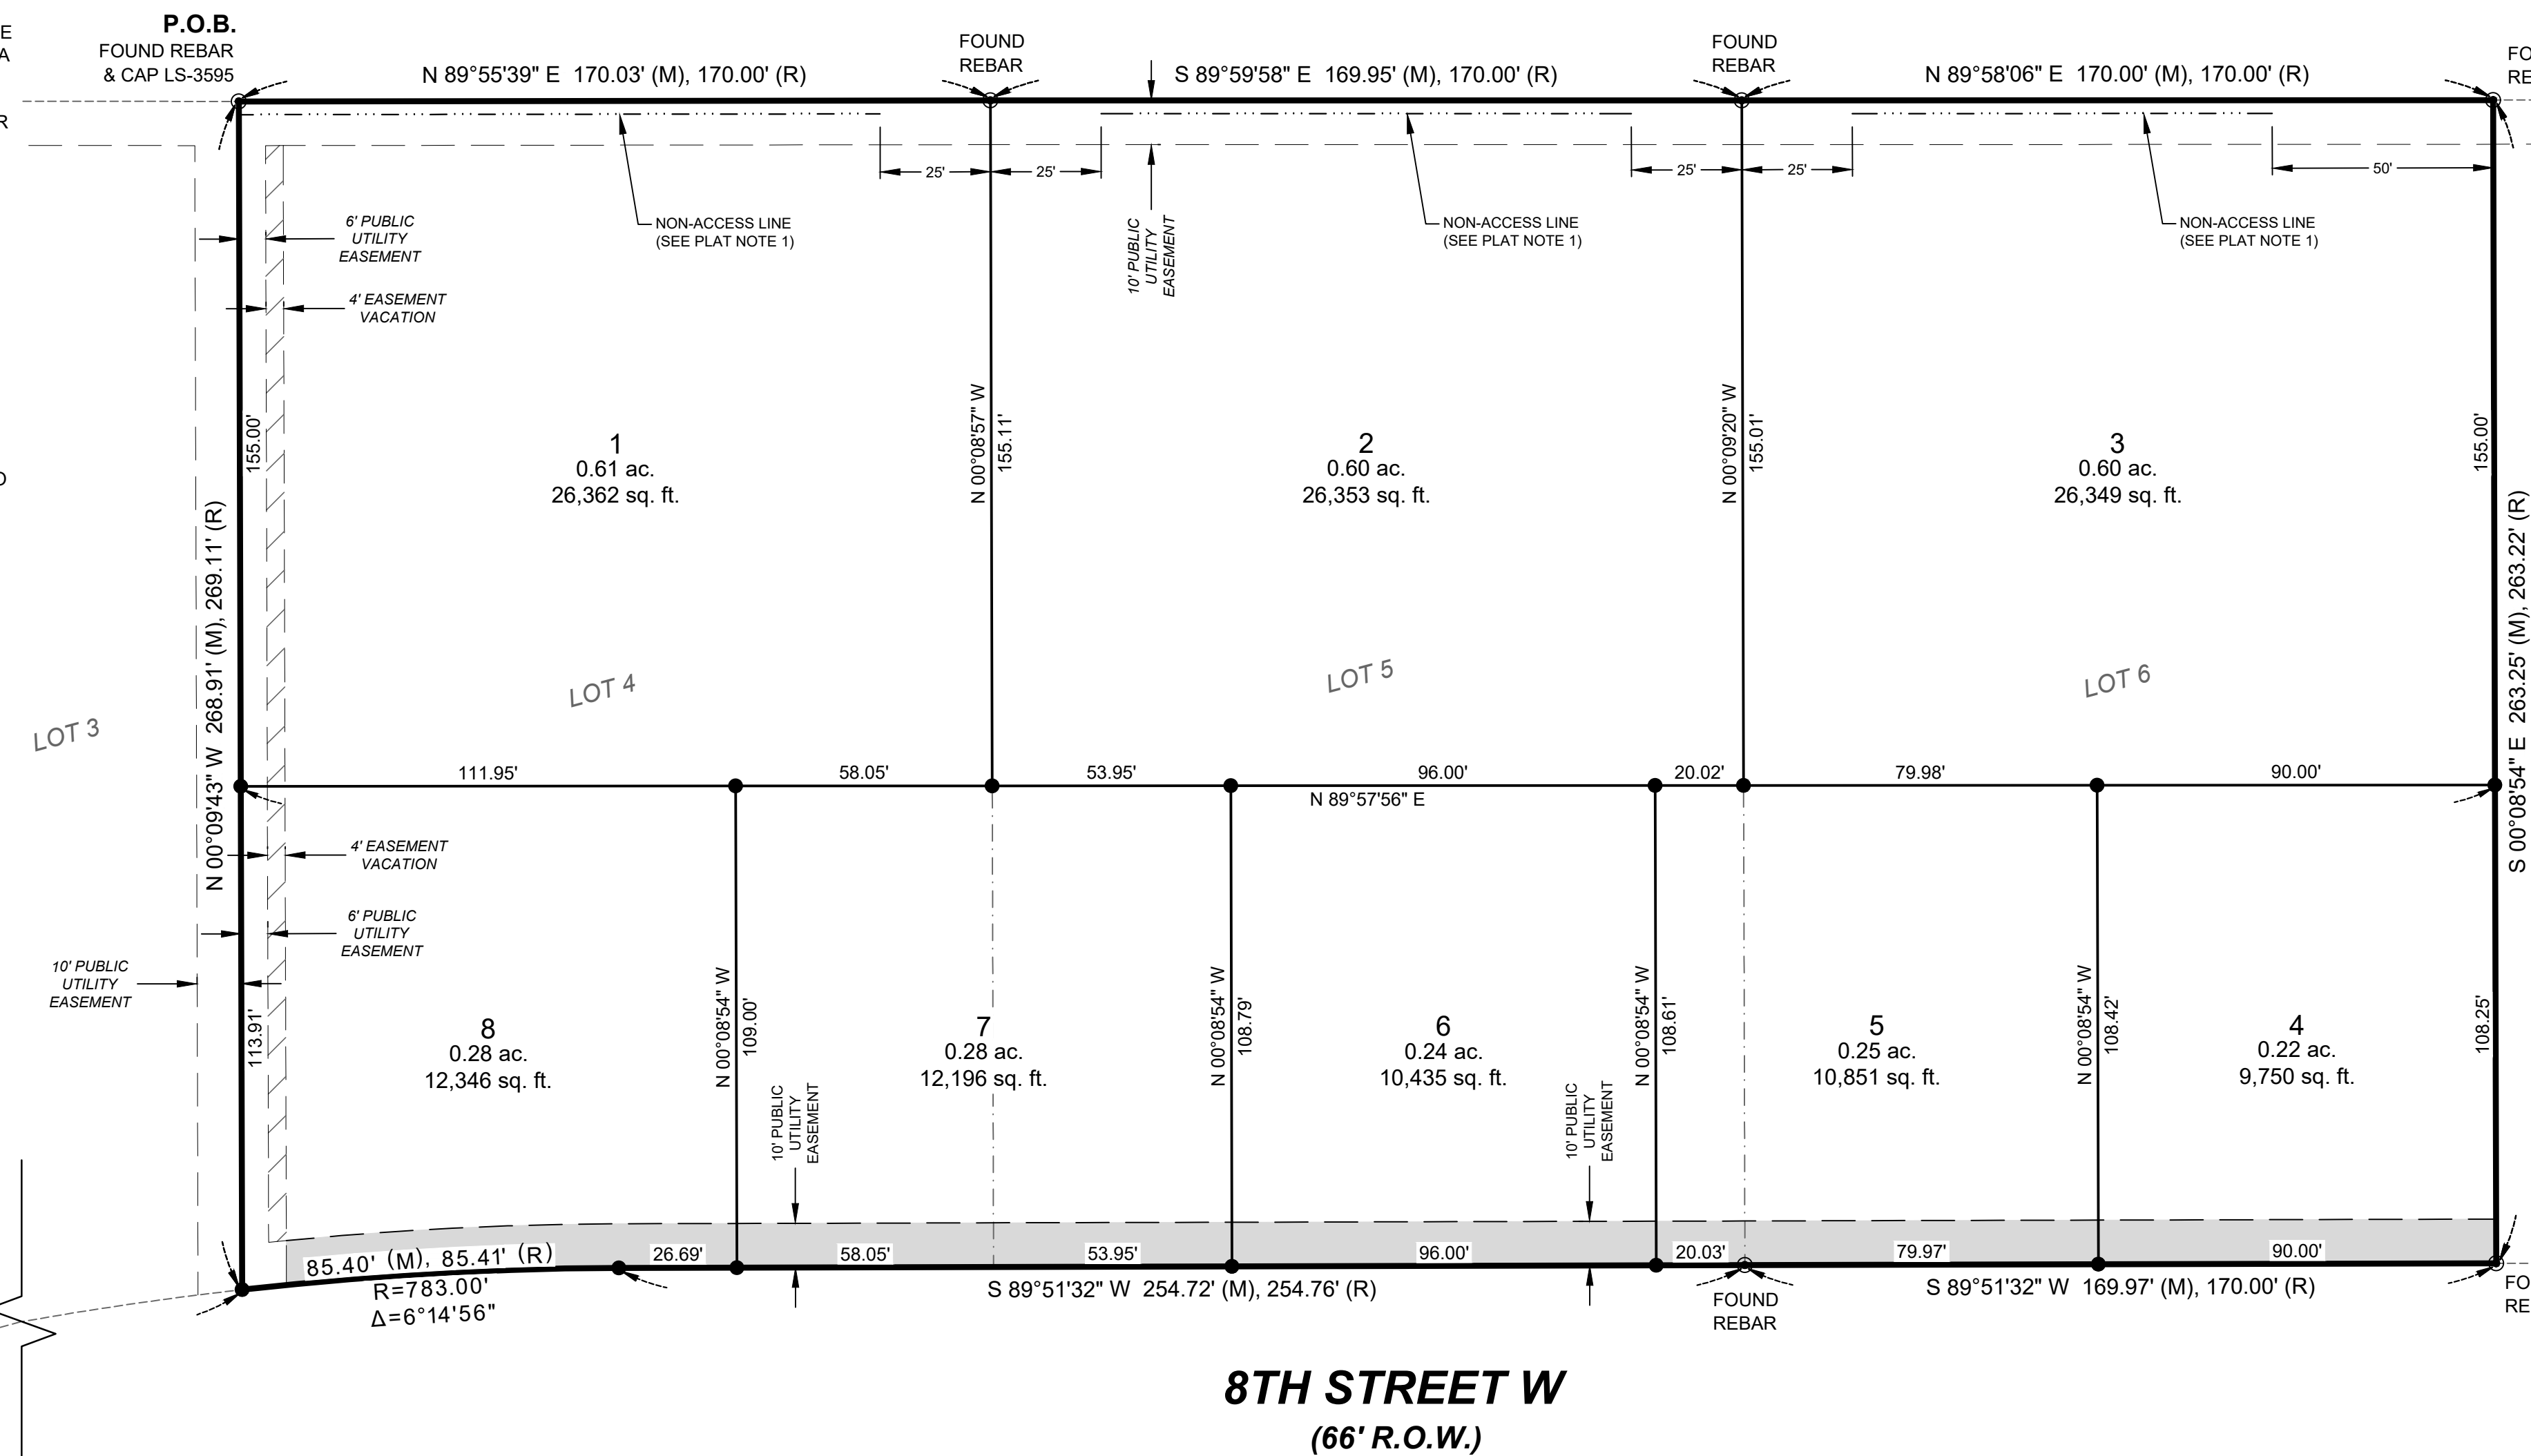 P.O.B.
FOUND REBAR
& CAP LS-3595
E
A
R
O
N 89°55'39" E 170.03' (M), 170.00' (R)
FOUND
REBAR
S 89°59'58" E 169.95' (M), 170.00' (R)
FOUND
REBAR
N 89°58'06" E 170.00' (M), 170.00' (R)
FO
RE
25'
25'
25'
25'
50'
6' PUBLIC
UTILITY
EASEMENT
4' EASEMENT
VACATION
NON-ACCESS LINE
(SEE PLAT NOTE 1)
10' PUBLIC
UTILITY
EASEMENT
NON-ACCESS LINE
(SEE PLAT NOTE 1)
NON-ACCESS LINE
(SEE PLAT NOTE 1)
155.00'
N 00°09'43" W 268.91' (M), 269.11' (R)
1
0.61 ac.
26,362 sq. ft.
N 00°08'57" W
155.11'
2
0.60 ac.
26,353 sq. ft.
N 00°09'20" W
155.01'
3
0.60 ac.
26,349 sq. ft.
155.00'
S 00°08'54" E 263.25' (M), 263.22' (R)
LOT 3
LOT 4
LOT 5
LOT 6
111.95'
58.05'
53.95'
96.00'
20.02'
79.98'
90.00'
N 89°57'56" E
4' EASEMENT
VACATION
6' PUBLIC
UTILITY
EASEMENT
10' PUBLIC
UTILITY
EASEMENT
113.91'
8
0.28 ac.
12,346 sq. ft.
N 00°08'54" W
109.00'
7
0.28 ac.
12,196 sq. ft.
N 00°08'54" W
108.79'
6
0.24 ac.
10,435 sq. ft.
N 00°08'54" W
108.61'
5
0.25 ac.
10,851 sq. ft.
N 00°08'54" W
108.42'
4
0.22 ac.
9,750 sq. ft.
108.25'
10' PUBLIC
UTILITY
EASEMENT
10' PUBLIC
UTILITY
EASEMENT
85.40' (M), 85.41' (R)
R=783.00'
Δ=6°14'56"
26.69'
58.05'
53.95'
96.00'
20.03'
79.97'
90.00'
S 89°51'32" W 254.72' (M), 254.76' (R)
FOUND
REBAR
S 89°51'32" W 169.97' (M), 170.00' (R)
FO
RE
8TH STREET W
(66' R.O.W.)